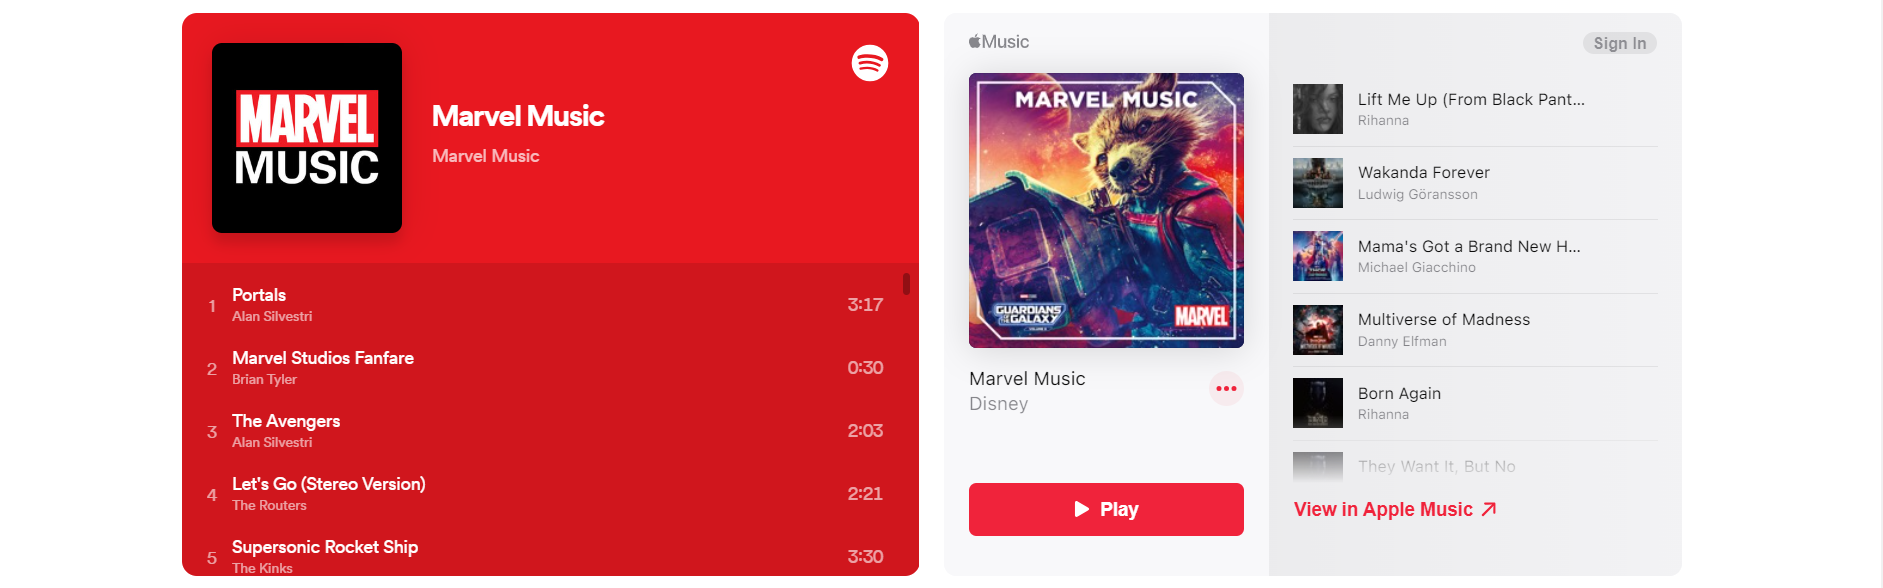 MARVEL
MUSIC
Marvel Music
Marvel Music
1
Portals
Alan Silvestri
3:17
2
Marvel Studios Fanfare
Brian Tyler
0:30
3
The Avengers
Alan Silvestri
2:03
4
Let's Go (Stereo Version)
The Routers
2:21
5
Supersonic Rocket Ship
The Kinks
3:30
Music
MARVEL MUSIC
GUARDIANS
OF THE
GALAXY
MARVEL
Marvel Music
Disney
Play
Sign In
Lift Me Up (From Black Pant...
Rihanna
Wakanda Forever
Ludwig Göransson
Mama's Got a Brand New H...
Michael Giacchino
Multiverse of Madness
Danny Elfman
Born Again
Rihanna
They Want It, But No
View in Apple Music